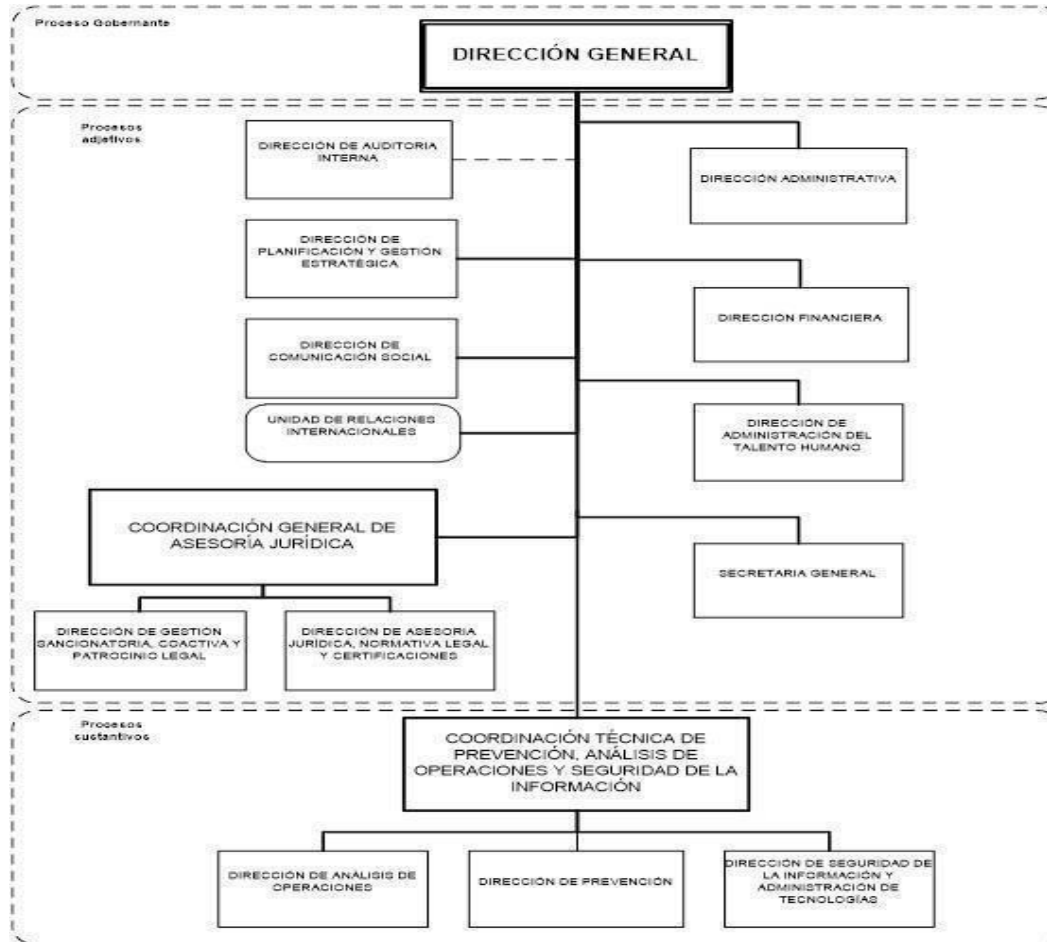 Proceso Gobernante
DIRECCIÓN GENERAL
Procesos
adjetivos
DIRECCIÓN DE AUDITORIA
INTERNA
DIRECCIÓN ADMINISTRATIVA
DIRECCIÓN DE
PLANIFICACIÓN Y GESTIÓN
ESTRATÉGICA
DIRECCIÓN FINANCIERA
DIRECCIÓN DE
COMUNICACIÓN SOCIAL
UNIDAD DE RELACIONES
INTERNACIONALES
DIRECCIÓN DE
ADMINISTRACIÓN DEL
TALENTO HUMANO
COORDINACIÓN GENERAL DE
ASESORÍA JURÍDICA
SECRETARIA GENERAL
DIRECCIÓN DE GESTIÓN
SANCIONATORIA, COACTIVA Y
PATROCINIO LEGAL
DIRECCIÓN DE ASESORIA
JURÍDICA, NORMATIVA LEGAL
Y CERTIFICACIONES
Procesos
sustantivos
COORDINACIÓN TÉCNICA DE
PREVENCIÓN, ANÁLISIS DE
OPERACIONES Y SEGURIDAD DE LA
INFORMACIÓN
DIRECCIÓN DE ANÁLISIS DE
OPERACIONES
DIRECCIÓN DE PREVENCIÓN
DIRECCIÓN DE SEGURIDAD DE
LA INFORMACIÓN Y
ADMINISTRACIÓN DE
TECNOLOGÍAS